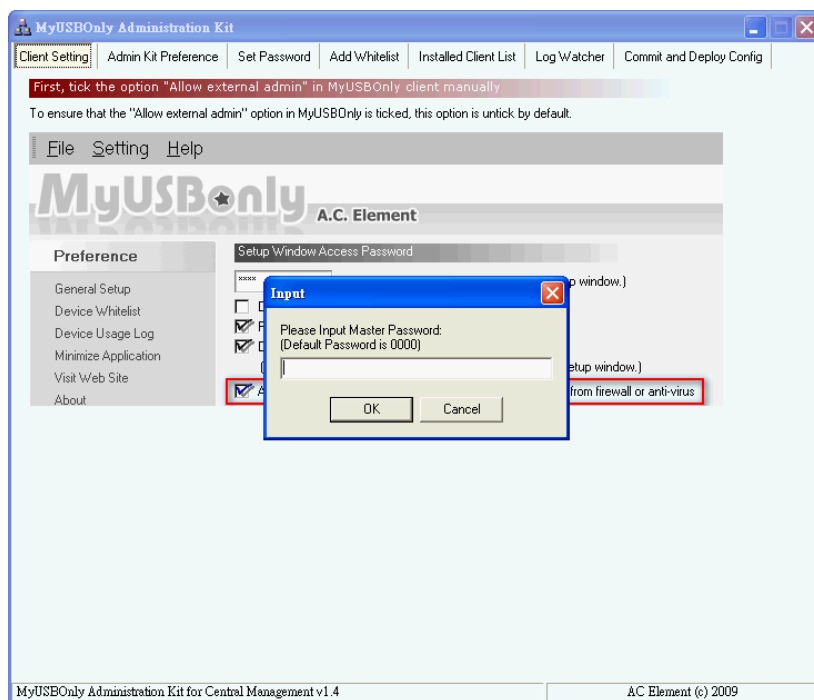 MyUSBOnly Administration Kit
Client Setting Admin Kit Preference Set Password Add Whitelist Installed Client List Log Watcher Commit and Deploy Config
First, tick the option "Allow external admin" in MyUSBOnly client manually
To ensure that the "Allow external admin" option in MyUSBOnly is ticked, this option is untick by default.
File Setting Help
MyUSBonly A.C. Element
Preference
General Setup
Device Whitelist
Device Usage Log
Minimize Application
Visit Web Site
About
Setup Window Access Password
****
window.)
Input
Please Input Master Password:
(Default Password is 0000)
OK Cancel
window.)
from firewall or anti-virus
MyUSBOnly Administration Kit for Central Management v1.4
AC Element (c) 2009